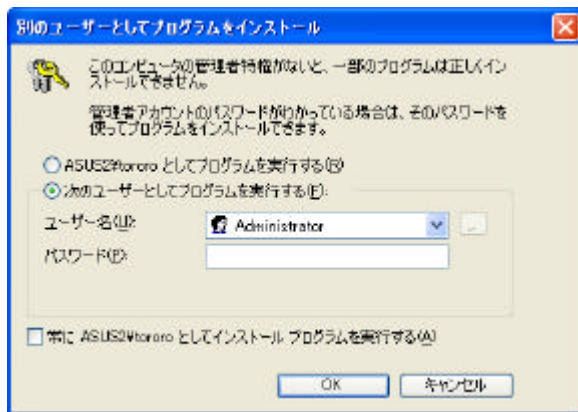 別のユーザーとしてプログラムをインストール
このコンピュータの管理者特権がないと、一部のプログラムは正しくイン
ストールできません。
管理者アカウントのパスワードがわかっている場合は、そのパスワードを
使ってプログラムをインストールできます。
ASUS2¥tororo としてプログラムを実行する(R)
次のユーザーとしてプログラムを実行する(F):
ユーザー名(U):
Administrator
パスワード(P):
常に ASUS2¥tororo としてインストール プログラムを実行する(A)
OK
キャンセル